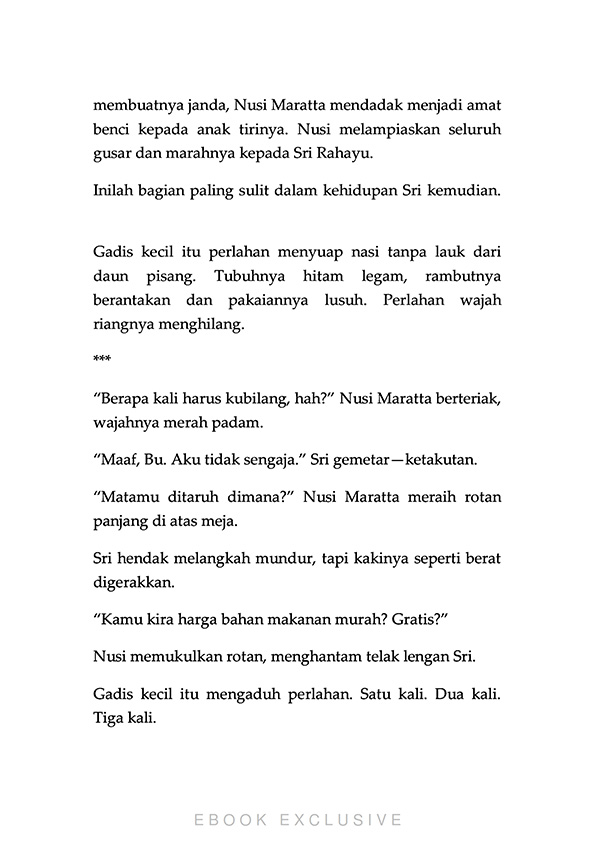 membuatnya janda, Nusi Maratta mendadak menjadi amat
benci kepada anak tirinya. Nusi melampiaskan seluruh
gusar dan marahnya kepada Sri Rahayu.
Inilah bagian paling sulit dalam kehidupan Sri kemudian.
Gadis kecil itu perlahan menyuap nasi tanpa lauk dari
daun pisang. Tubuhnya hitam legam, rambutnya
berantakan dan pakaiannya lusuh. Perlahan wajah
riangnya menghilang.
***
“Berapa kali harus kubilang, hah?” Nusi Maratta berteriak,
wajahnya merah padam.
“Maaf, Bu. Aku tidak sengaja.” Sri gemetar—ketakutan.
“Matamu ditaruh dimana?” Nusi Maratta meraih rotan
panjang di atas meja.
Sri hendak melangkah mundur, tapi kakinya seperti berat
digerakkan.
“Kamu kira harga bahan makanan murah? Gratis?”
Nusi memukulkan rotan, menghantam telak lengan Sri.
Gadis kecil itu mengaduh perlahan. Satu kali. Dua kali.
Tiga kali.
EBOOK EXCLUSIVE